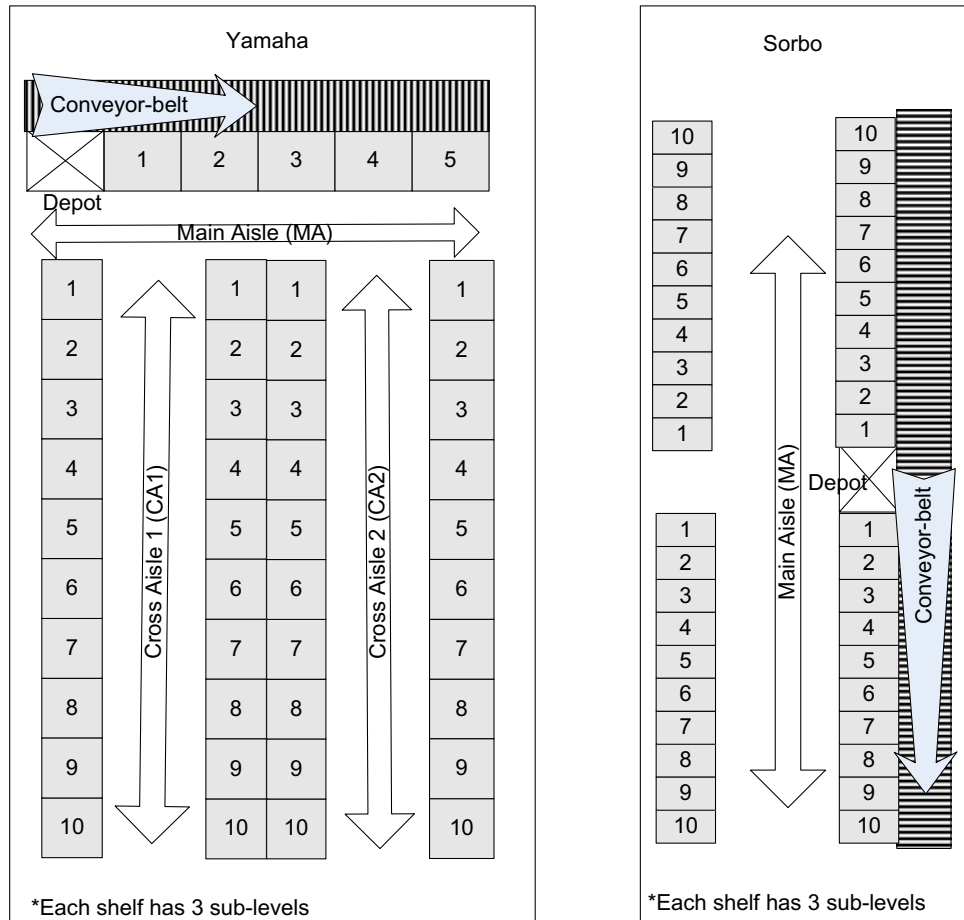 Yamaha
Conveyor-belt
1 2 3 4 5
Depot
Main Aisle (MA)
1 1 1 1
2 2 2 2
3 3 3 3
4 4 4 4
5 5 5 5
6 6 6 6
7 7 7 7
8 8 8 8
9 9 9 9
10 10 10 10
Cross Aisle 1 (CA1)
Cross Aisle 2 (CA2)
*Each shelf has 3 sub-levels
Sorbo
10 10
9 9
8 8
7 7
6 6
5 5
4 4
3 3
2 2
1 1
Depot
Main Aisle (MA)
Conveyor-belt
1 1
2 2
3 3
4 4
5 5
6 6
7 7
8 8
9 9
10 10
*Each shelf has 3 sub-levels